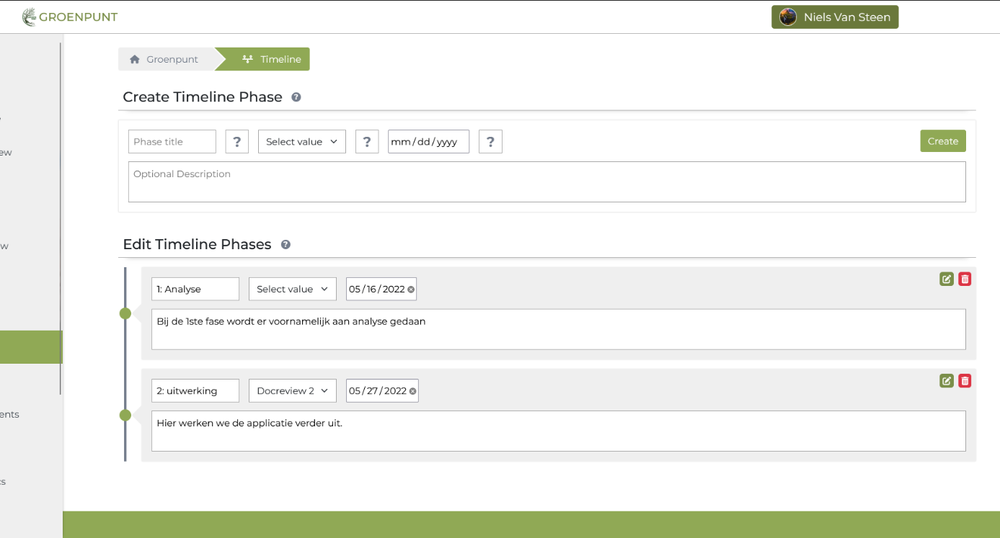 GROENPUNT
Niels Van Steen
Groenpunt
Timeline
Create Timeline Phase ?
Phase title ? Select value ? mm/dd/yyyy ? Create
Optional Description
Edit Timeline Phases ?
1: Analyse Select value 05/16/2022
Bij de 1ste fase wordt er voornamelijk aan analyse gedaan
2: uitwerking Docreview 2 05/27/2022
Hier werken we de applicatie verder uit.
ew
w
ents